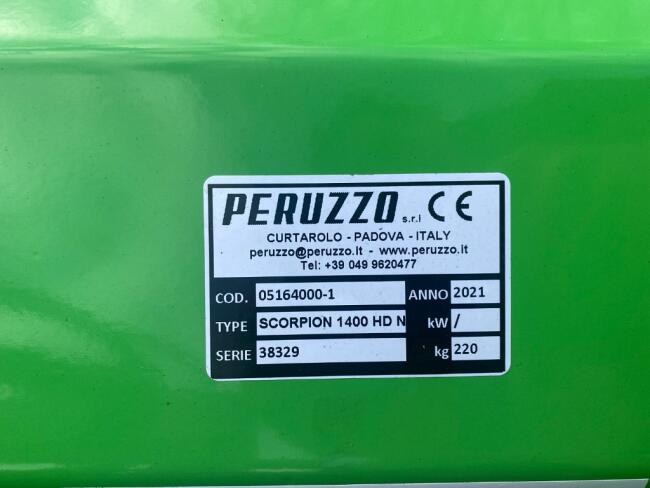 PERUZZO s.r.l CE
CURTAROLO - PADOVA - ITALY
peruzzo@peruzzo.it - www.peruzzo.it
Tel: +39 049 9620477
COD. 05164000-1 ANNO 2021
TYPE SCORPION 1400 HD N kW /
SERIE 38329 kg 220